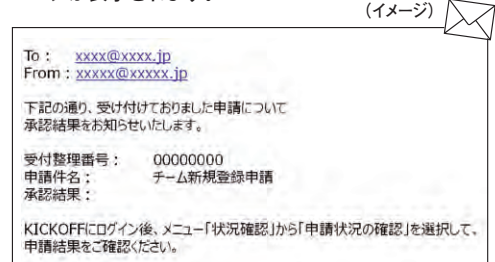 (イメージ)
To： xxxx@xxx.jp
From：xxxxx@xxxxx.jp
下記の通り、受け付けておりました申請について
承認結果をお知らせいたします。
受付整理番号： 00000000
申請件名； チーム新規登録申請
承認結果：
KICKOFFにログイン後、メニュー「状況確認」から「申請状況の確認」を選択して、
申請結果をご確認ください。